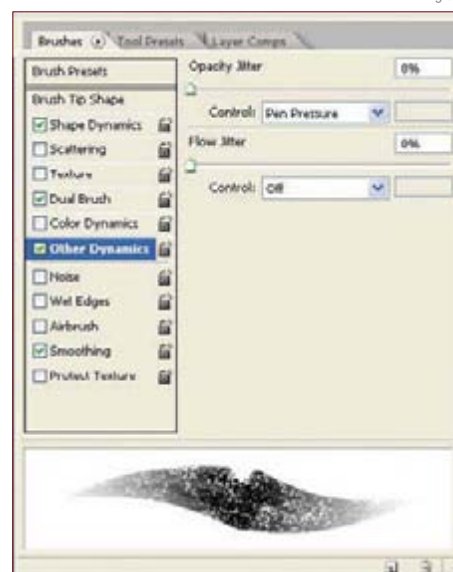 Brushes Tool Presets Layer Comps
Brush Presets
Brush Tip Shape
Shape Dynamics
Scattering
Texture
Dual Brush
Color Dynamics
Other Dynamics
Noise
Wet Edges
Airbrush
Smoothing
Protect Texture
Opacity Jitter 0%
Control: Pen Pressure
Flow Jitter 0%
Control: Off